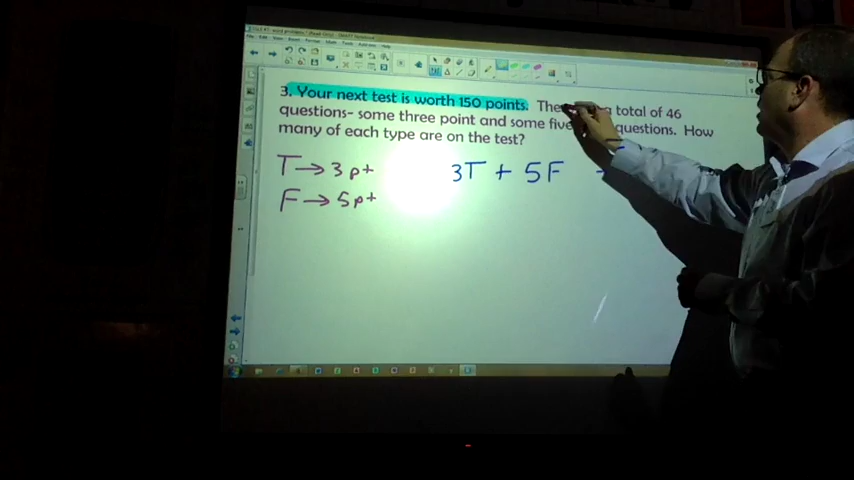 3. Your next test is worth 150 points. The total of 46
questions- some three point and some five questions. How
many of each type are on the test?
T → 3 pt 3T + 5F
F → 5 pt